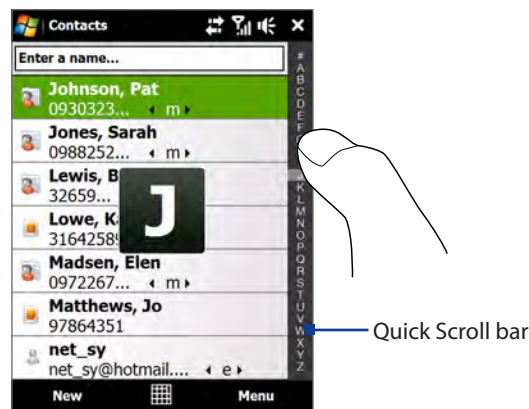 Contacts
Enter a name...
Johnson, Pat
0930323... m
Jones, Sarah
0988252... m
Lewis, B
32659...
Lowe, K
3164258
Madsen, Elen
0972267... m
Matthews, Jo
97864351
net_sy
net_sy@hotmail.... e
New
Menu
J
#
A
B
C
D
E
F
K
L
M
N
O
P
Q
R
S
T
U
V
W
X
Y
Z
Quick Scroll bar